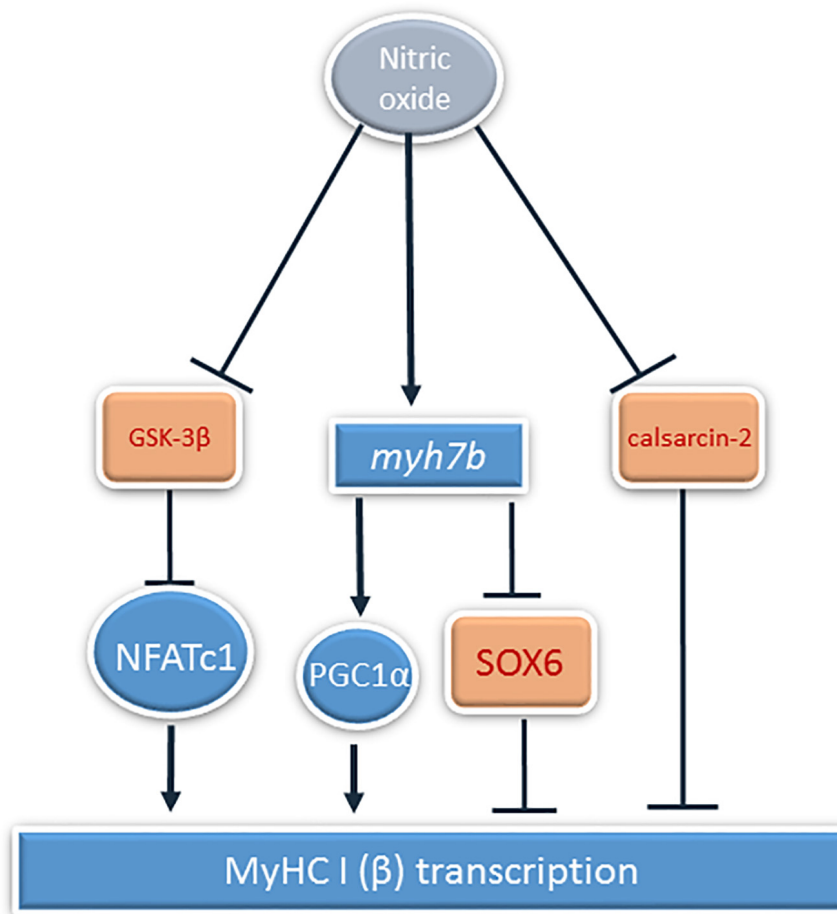 Nitric
oxide
GSK-3β
myh7b
calsarcin-2
NFATc1
PGC1α
SOX6
MyHC I (β) transcription